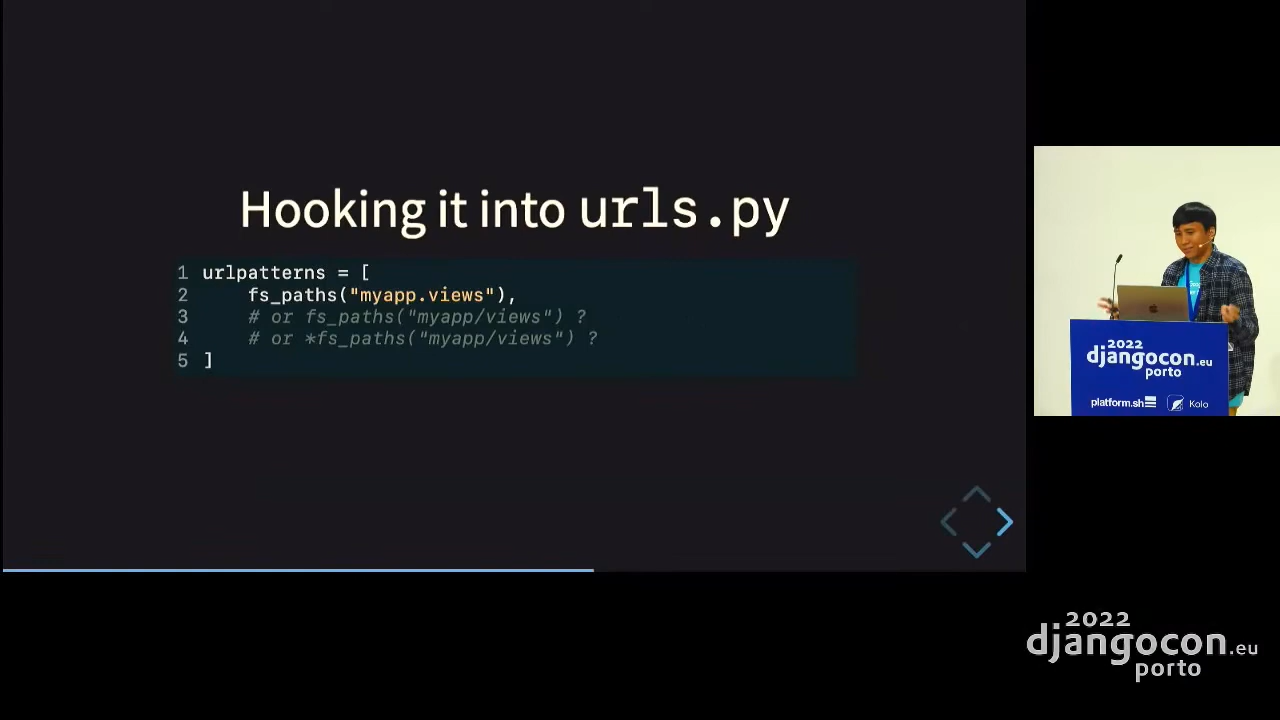 Hooking it into urls.py
1 urlpatterns = [
2     fs_paths("myapp.views"),
3     # or fs_paths("myapp/views") ?
4     # or *fs_paths("myapp/views") ?
5 ]
2022
djangocon.eu
porto
platform.sh Kolo
2022
djangocon.eu
porto